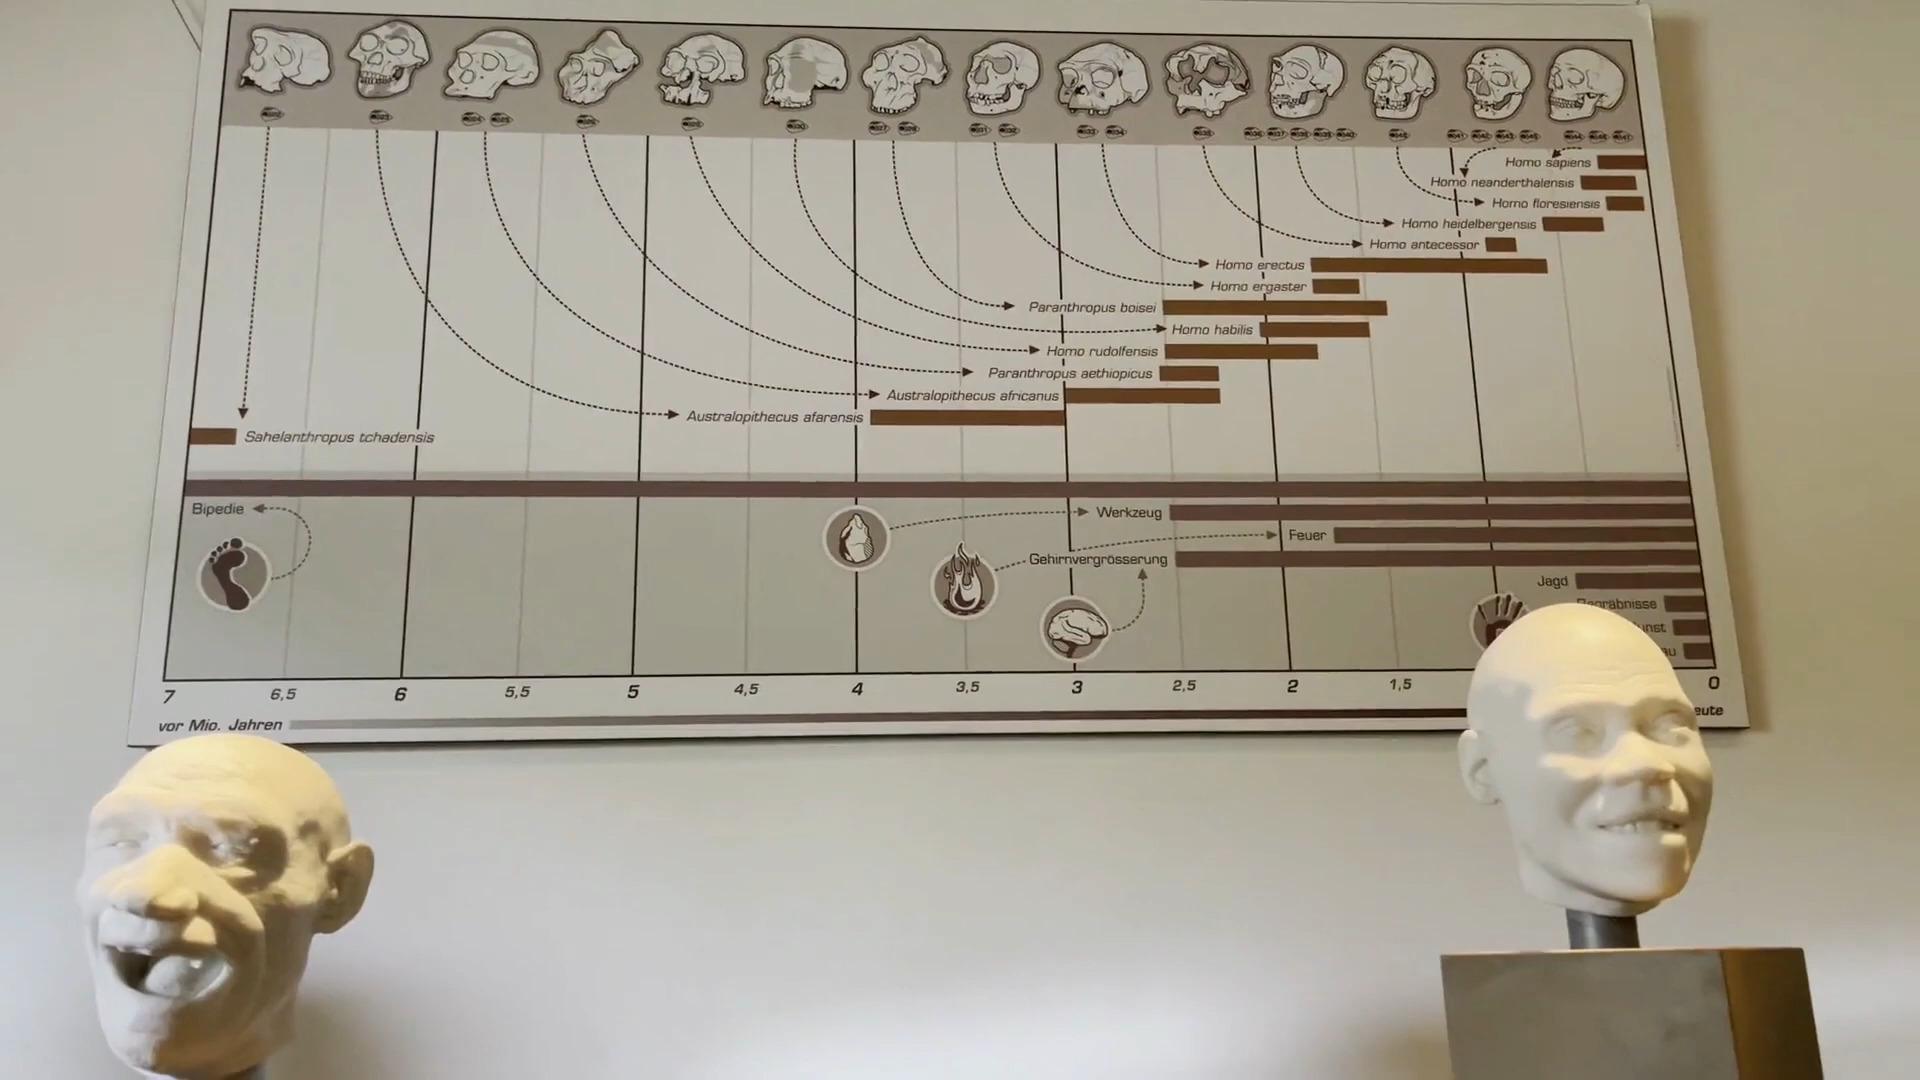 Homo sapiens
Homo neanderthalensis
Homo floresiensis
Homo heidelbergensis
Homo antecessor
Homo erectus
Homo ergaster
Paranthropus boisei
Homo habilis
Homo rudolfensis
Paranthropus aethiopicus
Australopithecus africanus
Australopithecus afarensis
Sahelanthropus tchadensis
Bipedie
Werkzeug
Feuer
Gehirnvergrösserung
Jagd
7 6,5 6 5,5 5 4,5 4 3,5 3 2,5 2 1,5 0
vor Mio. Jahren